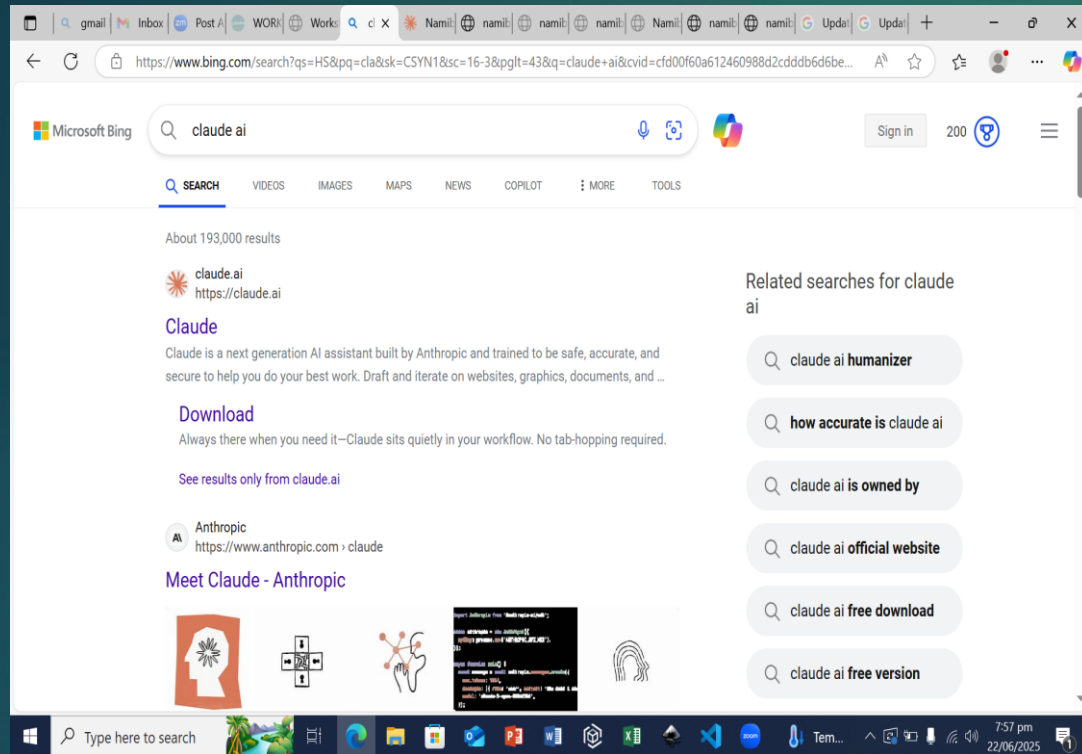 gmail
Inbox
Post A
WORK
Works
cl
Namib
namib
namib
namib
Namib
namib
namib
Updat
Updat
https://www.bing.com/search?qs=HS&pq=cla&sk=CSYN1&sc=16-3&pglt=43&q=claude+ai&cvid=cfd00f60a612460988d2cdddb6d6be...
Microsoft Bing
claude ai
Sign in
200
SEARCH VIDEOS IMAGES MAPS NEWS COPILOT MORE TOOLS
About 193,000 results
claude.ai
https://claude.ai
Claude
Claude is a next generation AI assistant built by Anthropic and trained to be safe, accurate, and
secure to help you do your best work. Draft and iterate on websites, graphics, documents, and ...
Download
Always there when you need it—Claude sits quietly in your workflow. No tab-hopping required.
See results only from claude.ai
Anthropic
https://www.anthropic.com › claude
Meet Claude - Anthropic
Related searches for claude
ai
claude ai humanizer
how accurate is claude ai
claude ai is owned by
claude ai official website
claude ai free download
claude ai free version
Type here to search
zoom
Tem...
7:57 pm
22/06/2025